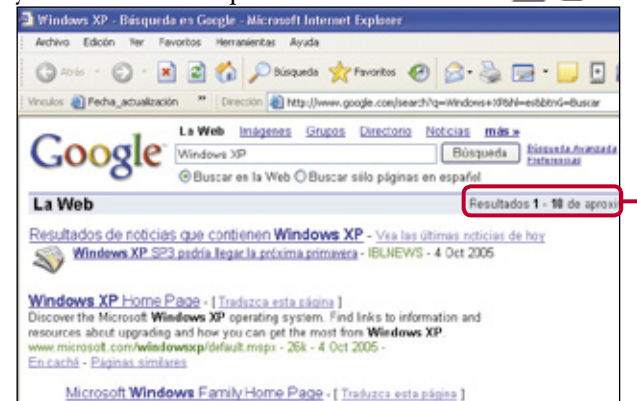 Windows XP - Búsqueda en Google - Microsoft Internet Explorer
Archivo Edición Ver Favoritos Herramientas Ayuda
Atrás Búsqueda Favoritos
Vínculos Fecha_actualización » Dirección http://www.google.com/search?q=Windows+XP&hl=es&btnG=Buscar
La Web Imágenes Grupos Directorio Noticias más »
Google Windows XP Búsqueda Búsqueda Avanzada
Preferencias
Buscar en la Web Buscar sólo páginas en español
La Web Resultados 1 - 10 de aproxi
Resultados de noticias que contienen Windows XP - Vea las últimas noticias de hoy
Windows XP SP3 podría llegar la próxima primavera - IBLNEWS - 4 Oct 2005
Windows XP Home Page - [ Traduzca esta página ]
Discover the Microsoft Windows XP operating system. Find links to information and
resources about upgrading and how you can get the most from Windows XP.
www.microsoft.com/windowsxp/default.mspx - 26k - 4 Oct 2005 -
En caché - Páginas similares
Microsoft Windows Family Home Page - [ Traduzca esta página ]